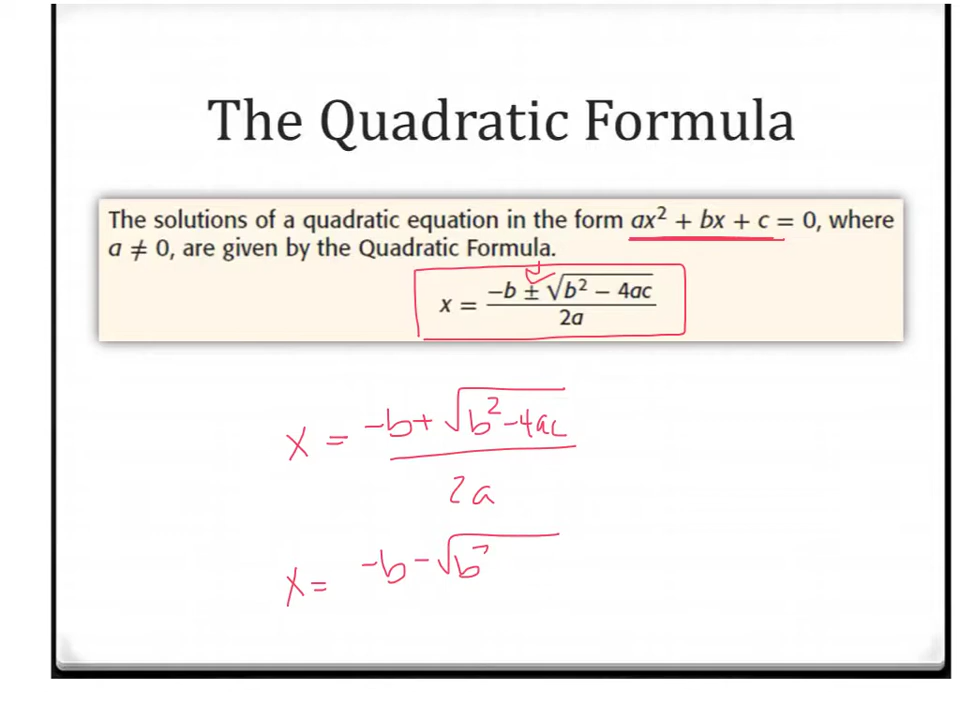 The Quadratic Formula
The solutions of a quadratic equation in the form ax² + bx + c = 0, where
a ≠ 0, are given by the Quadratic Formula.
x = (-b ± √(b² − 4ac)) / 2a
x = (-b + √(b² - 4ac)) / 2a
x = -b - √b²